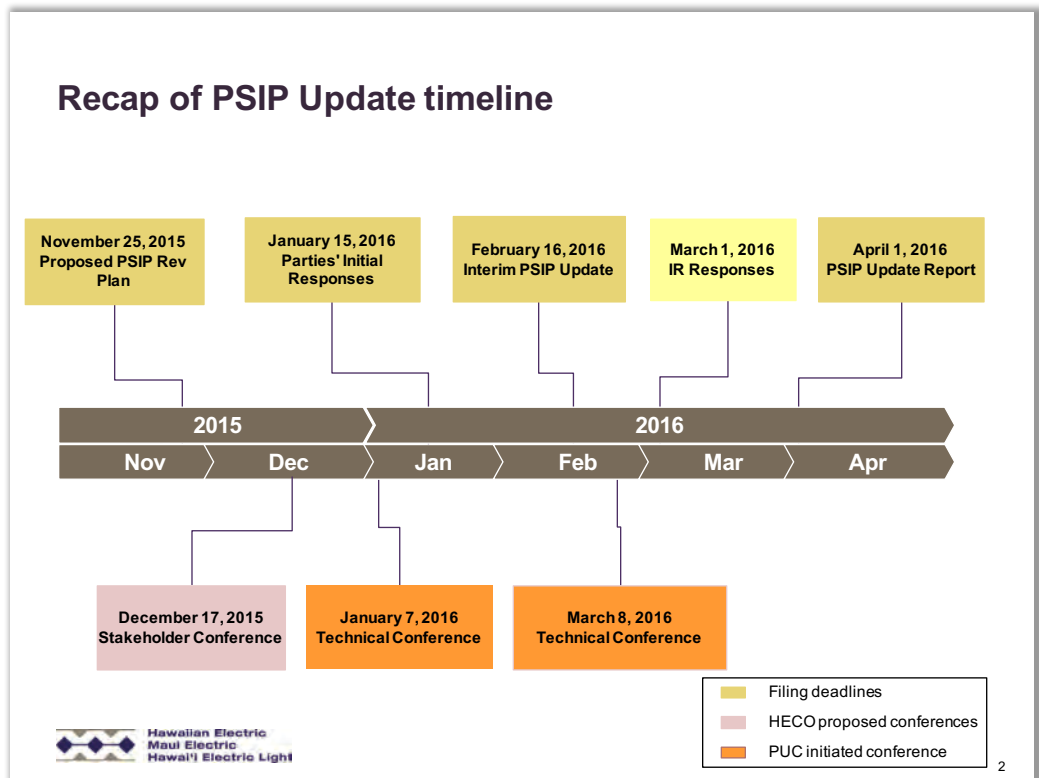 Recap of PSIP Update timeline
November 25, 2015
Proposed PSIP Rev
Plan
January 15, 2016
Parties' Initial
Responses
February 16, 2016
Interim PSIP Update
March 1, 2016
IR Responses
April 1, 2016
PSIP Update Report
2015
2016
Nov
Dec
Jan
Feb
Mar
Apr
December 17, 2015
Stakeholder Conference
January 7, 2016
Technical Conference
March 8, 2016
Technical Conference
Filing deadlines
HECO proposed conferences
PUC initiated conference
Hawaiian Electric
Maui Electric
Hawai'i Electric Light
2